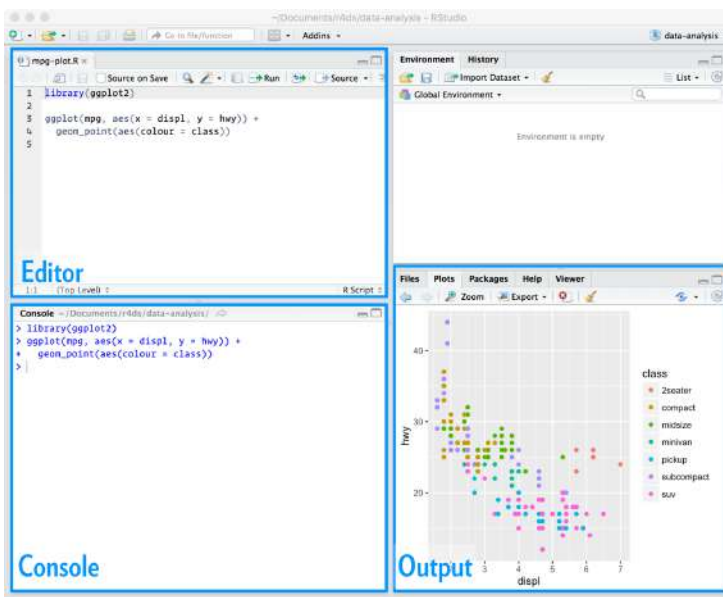 ~/Documents/r4ds/data-analysis - RStudio
Go to file/function
Addins
data-analysis
mpg-plot.R
Source on Save
Run
Source
1 library(ggplot2)
2
3 ggplot(mpg, aes(x = displ, y = hwy)) +
4 geom_point(aes(colour = class))
5
Editor
1:1 (Top Level) R Script
Console ~/Documents/r4ds/data-analysis/
> library(ggplot2)
> ggplot(mpg, aes(x = displ, y = hwy)) +
+ geom_point(aes(colour = class))
>
Console
Environment History
Import Dataset List
Global Environment
Environment is empty
Files Plots Packages Help Viewer
Zoom Export
40
30
20
hwy
3 4 5 6 7
displ
class
2seater
compact
midsize
minivan
pickup
subcompact
suv
Output